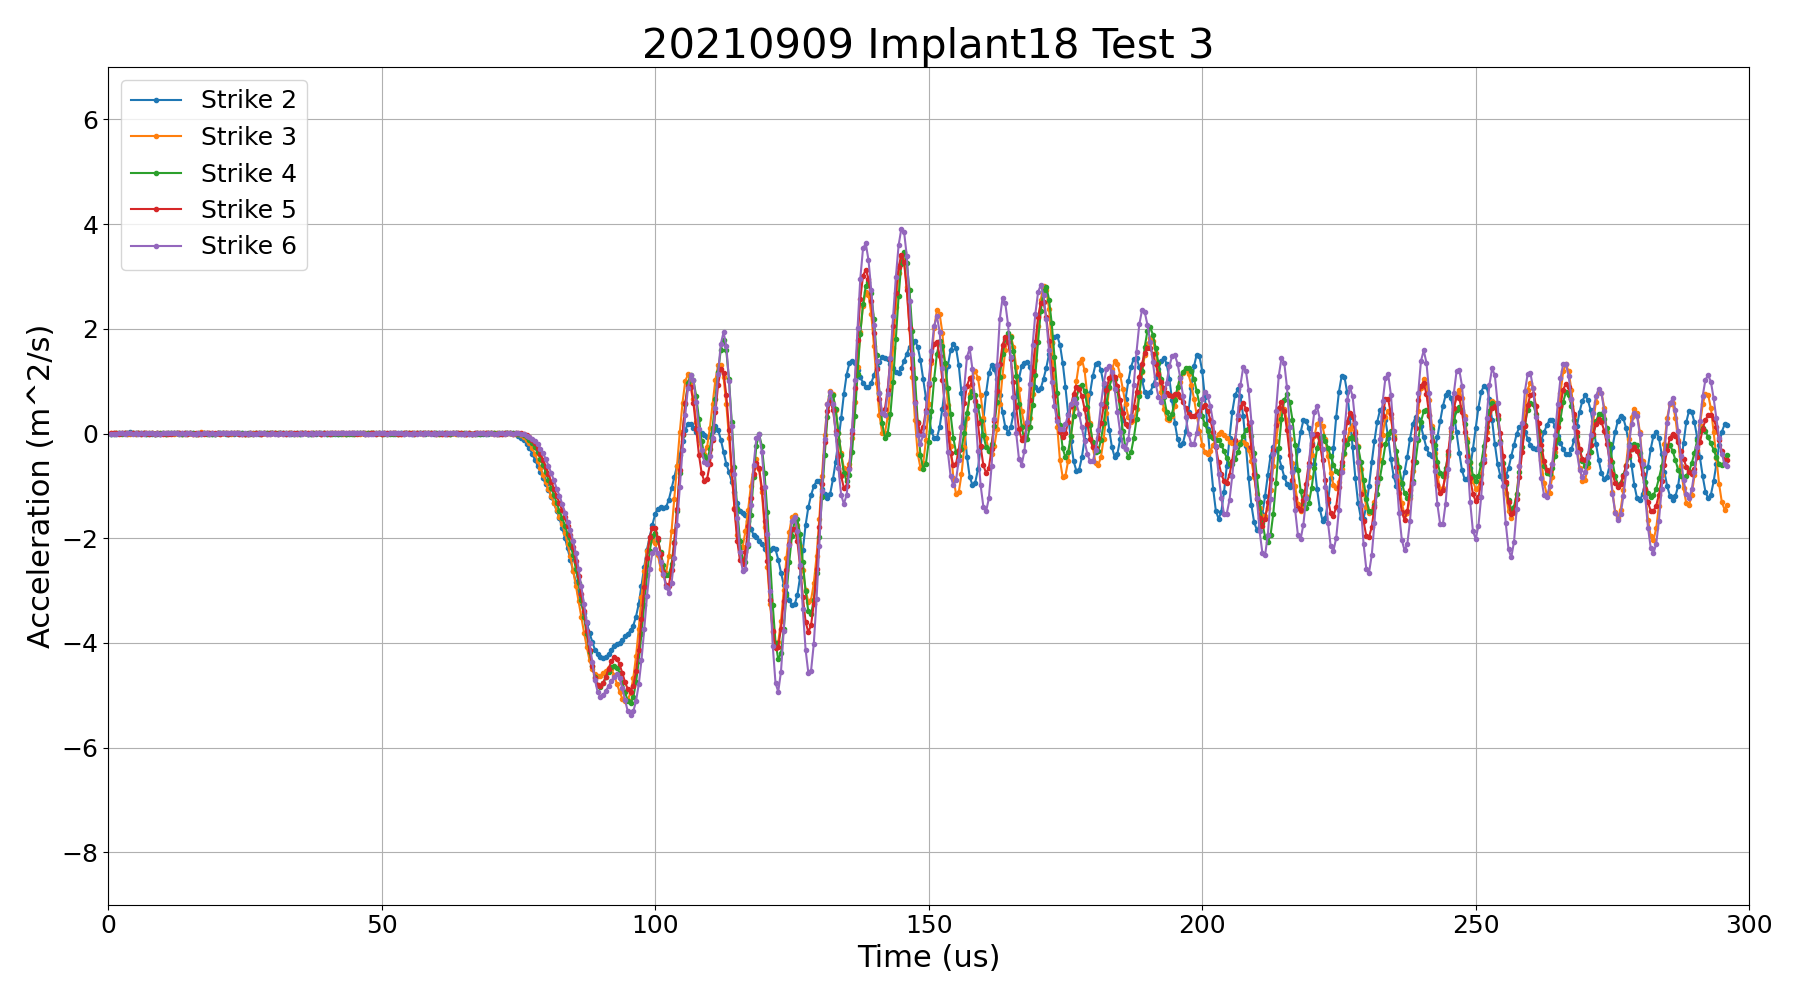 20210909 Implant18 Test 3
Strike 2
Strike 3
Strike 4
Strike 5
Strike 6
Acceleration (m^2/s)
6
4
2
0
−2
−4
−6
−8
0 50 100 150 200 250 300
Time (us)